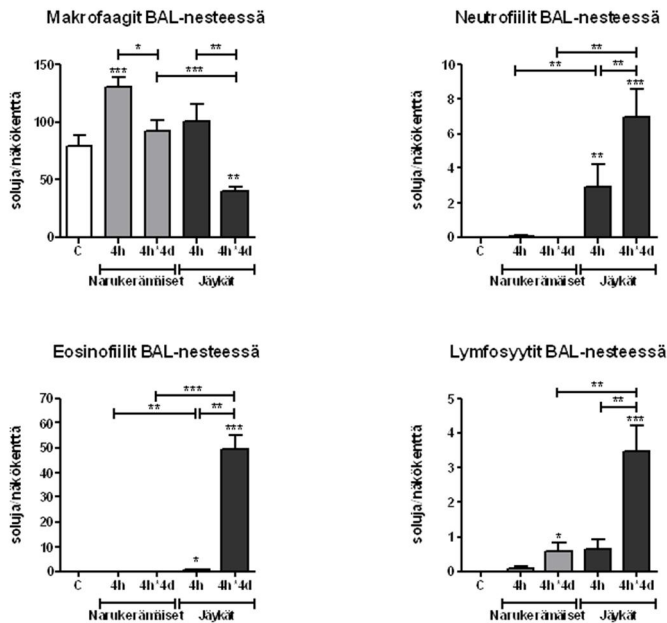 Makrofaagit BAL-nesteessä
* **
*** ***
**
150
100
50
0
soluja/näkökenttä
C 4h 4h*4d 4h 4h*4d
Narukerämäiset Jäykät
Neutrofiilit BAL-nesteessä
**
** **
***
**
10
8
6
4
2
0
soluja/näkökenttä
C 4h 4h*4d 4h 4h*4d
Narukerämäiset Jäykät
Eosinofiilit BAL-nesteessä
***
** **
***
*
70
60
50
40
30
20
10
0
soluja/näkökenttä
C 4h 4h*4d 4h 4h*4d
Narukerämäiset Jäykät
Lymfosyytit BAL-nesteessä
**
**
***
*
5
4
3
2
1
0
soluja/näkökenttä
C 4h 4h*4d 4h 4h*4d
Narukerämäiset Jäykät